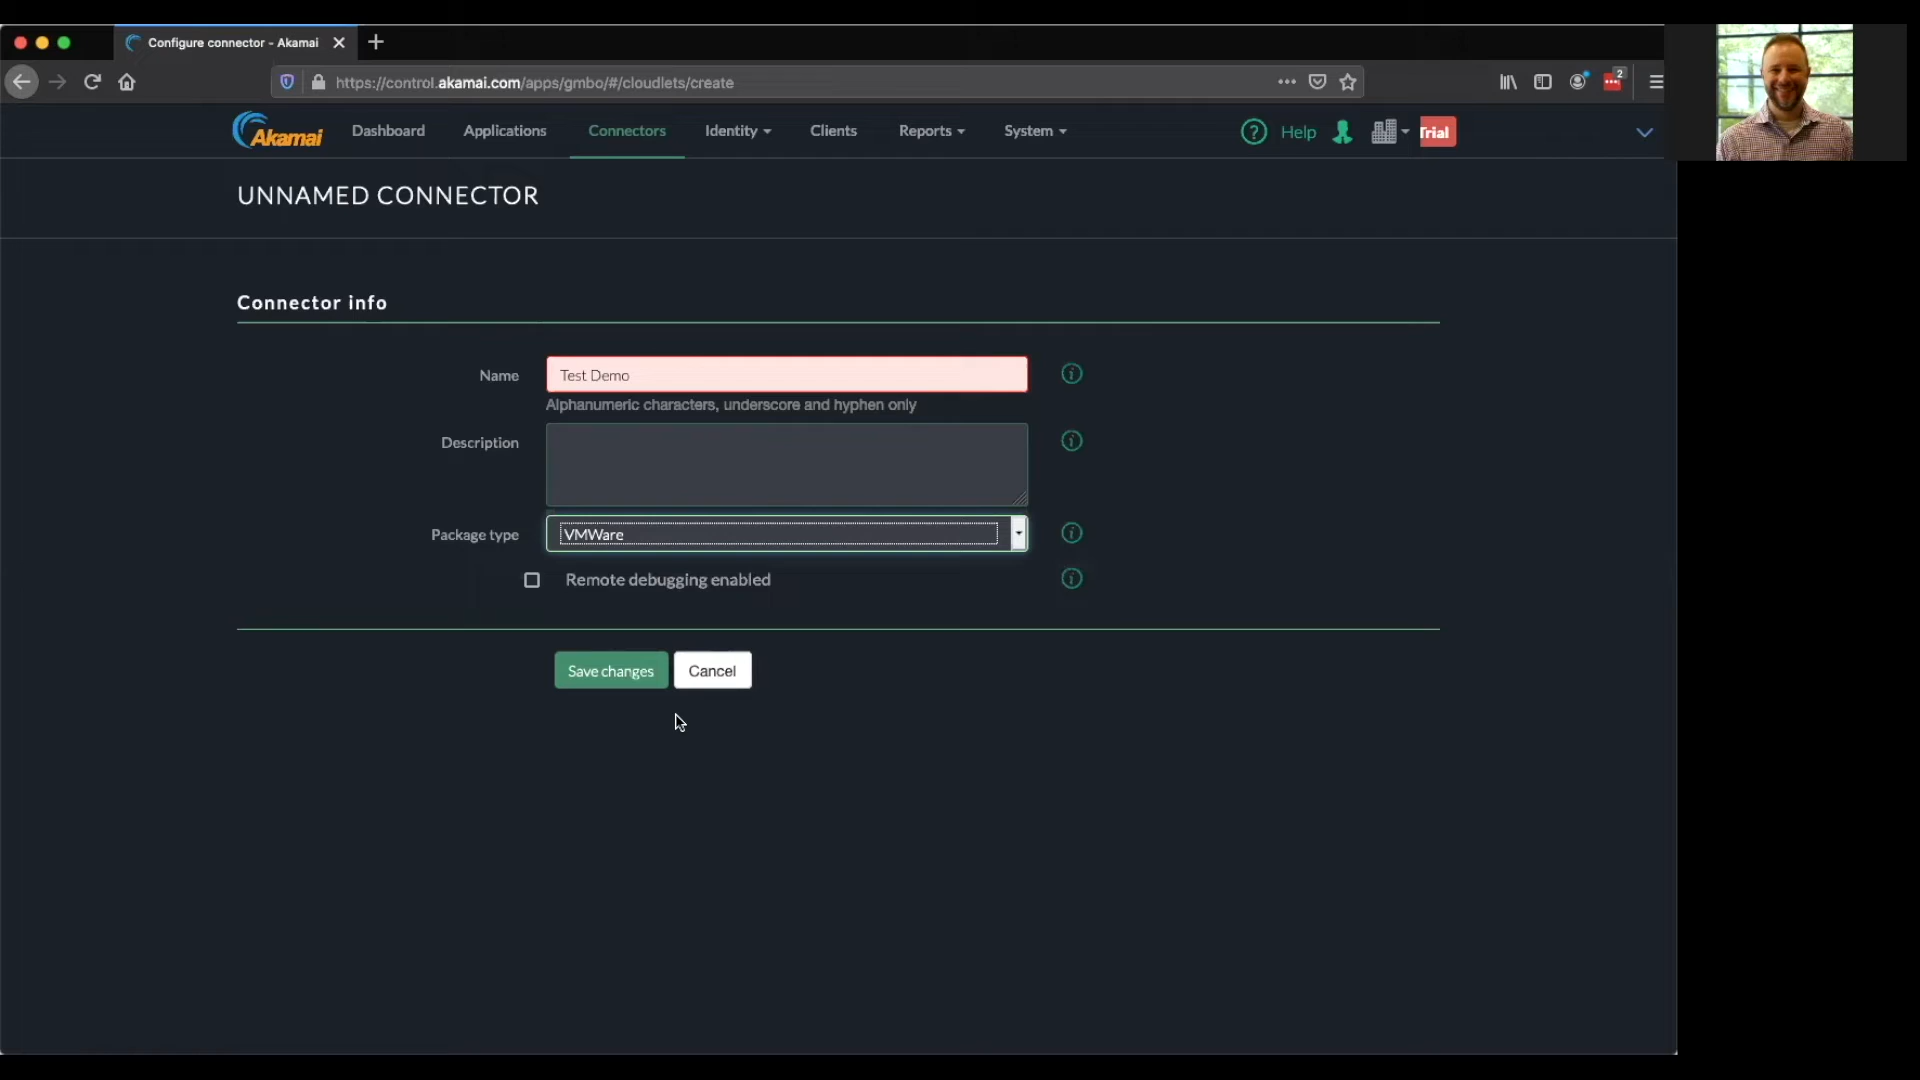 Configure connector - Akamai
https://control.akamai.com/apps/gmbo/#/cloudlets/create
2
Akamai Dashboard Applications Connectors Identity Clients Reports System ? Help Trial
UNNAMED CONNECTOR
Connector info
Name Test Demo
Alphanumeric characters, underscore and hyphen only
Description
Package type VMWare
Remote debugging enabled
Save changes Cancel